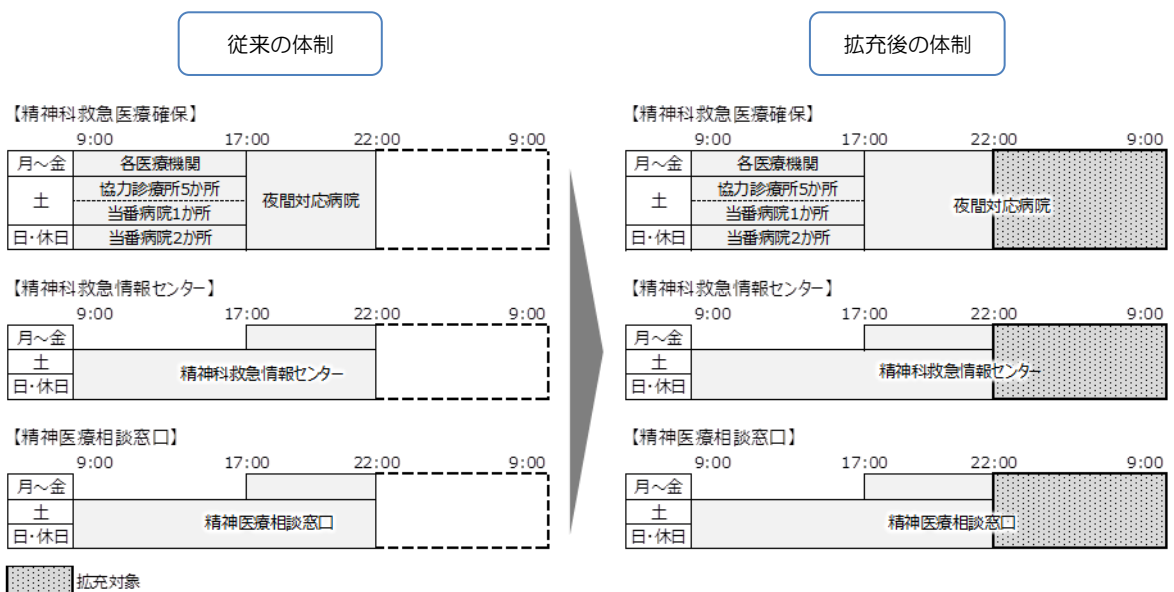 従来の体制
【精神科救急医療確保】
9:00 17:00 22:00 9:00
月～金 各医療機関
土 協力診療所5か所
当番病院1か所
夜間対応病院
日・休日 当番病院2か所
【精神科救急情報センター】
9:00 17:00 22:00 9:00
月～金
土
精神科救急情報センター
日・休日
【精神医療相談窓口】
9:00 17:00 22:00 9:00
月～金
土
精神医療相談窓口
日・休日
拡充対象
拡充後の体制
【精神科救急医療確保】
9:00 17:00 22:00 9:00
月～金 各医療機関
土 協力診療所5か所
当番病院1か所
夜間対応病院
日・休日 当番病院2か所
【精神科救急情報センター】
9:00 17:00 22:00 9:00
月～金
土
精神科救急情報センター
日・休日
【精神医療相談窓口】
9:00 17:00 22:00 9:00
月～金
土
精神医療相談窓口
日・休日